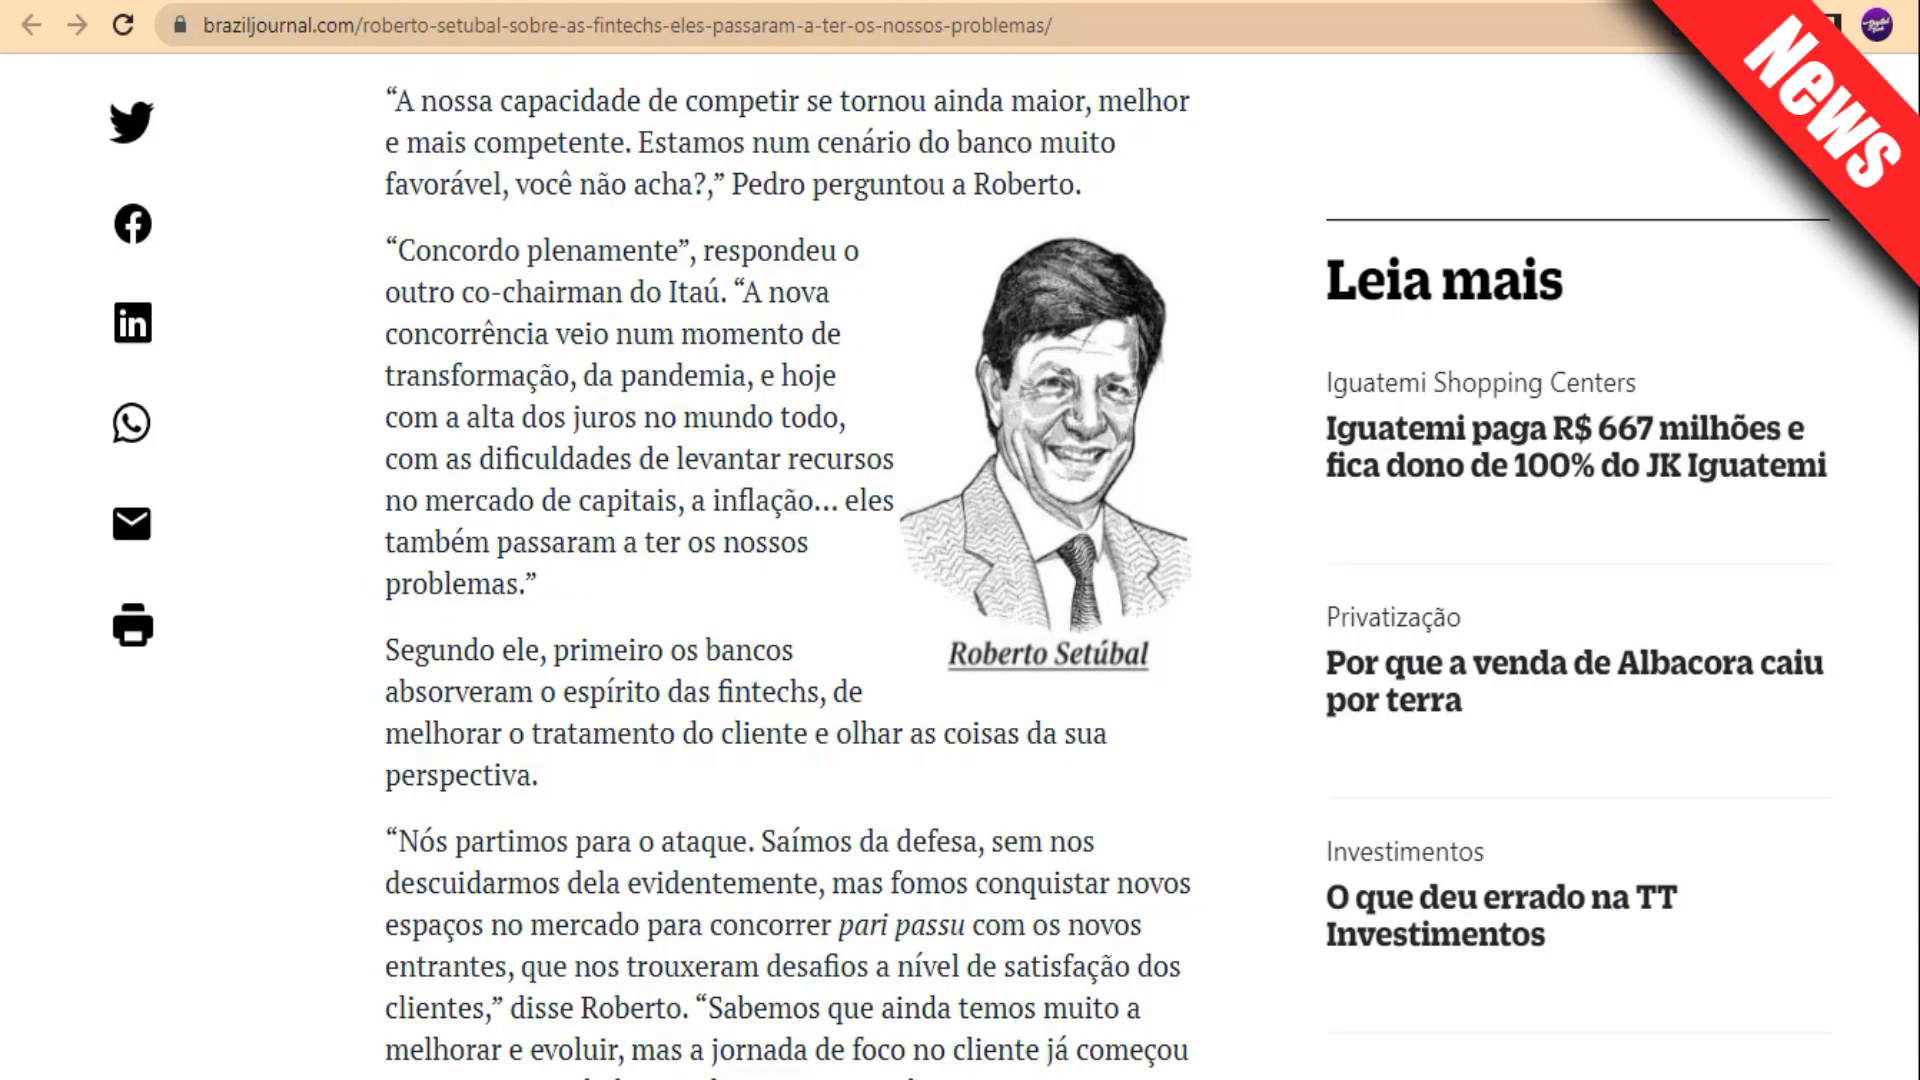 braziljournal.com/roberto-setubal-sobre-as-fintechs-eles-passaram-a-ter-os-nossos-problemas/
News
“A nossa capacidade de competir se tornou ainda maior, melhor
e mais competente. Estamos num cenário do banco muito
favorável, você não acha?,” Pedro perguntou a Roberto.
“Concordo plenamente”, respondeu o
outro co-chairman do Itaú. “A nova
concorrência veio num momento de
transformação, da pandemia, e hoje
com a alta dos juros no mundo todo,
com as dificuldades de levantar recursos
no mercado de capitais, a inflação... eles
também passaram a ter os nossos
problemas.”
Roberto Setúbal
Segundo ele, primeiro os bancos
absorveram o espírito das fintechs, de
melhorar o tratamento do cliente e olhar as coisas da sua
perspectiva.
“Nós partimos para o ataque. Saímos da defesa, sem nos
descuidarmos dela evidentemente, mas fomos conquistar novos
espaços no mercado para concorrer pari passu com os novos
entrantes, que nos trouxeram desafios a nível de satisfação dos
clientes,” disse Roberto. “Sabemos que ainda temos muito a
melhorar e evoluir, mas a jornada de foco no cliente já começou
Leia mais
Iguatemi Shopping Centers
Iguatemi paga R$ 667 milhões e
fica dono de 100% do JK Iguatemi
Privatização
Por que a venda de Albacora caiu
por terra
Investimentos
O que deu errado na TT
Investimentos